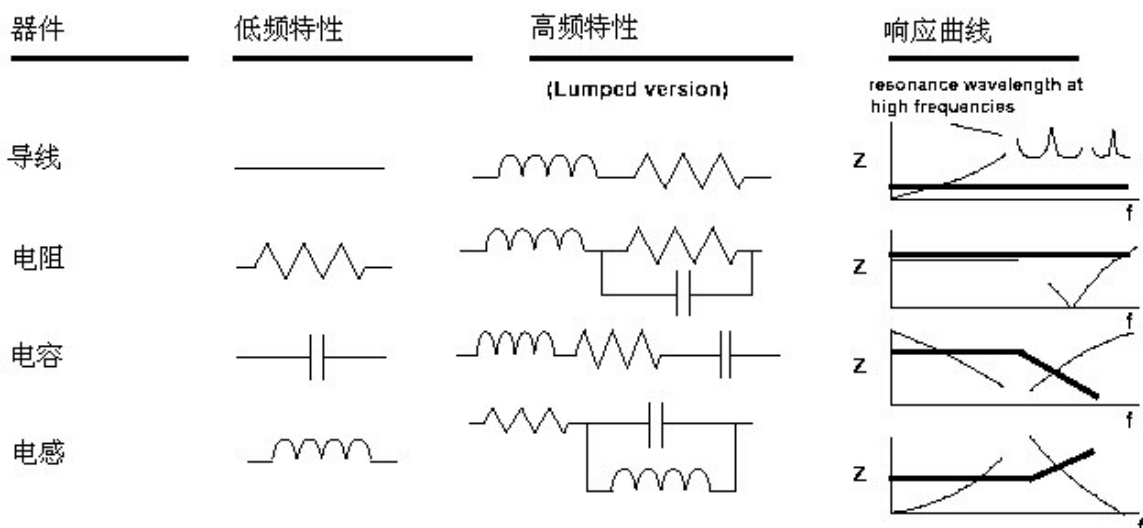 器件 低频特性 高频特性 响应曲线
(Lumped version)
resonance wavelength at
high frequencies
导线
Z
f
电阻
Z
f
电容
Z
f
电感
Z
f